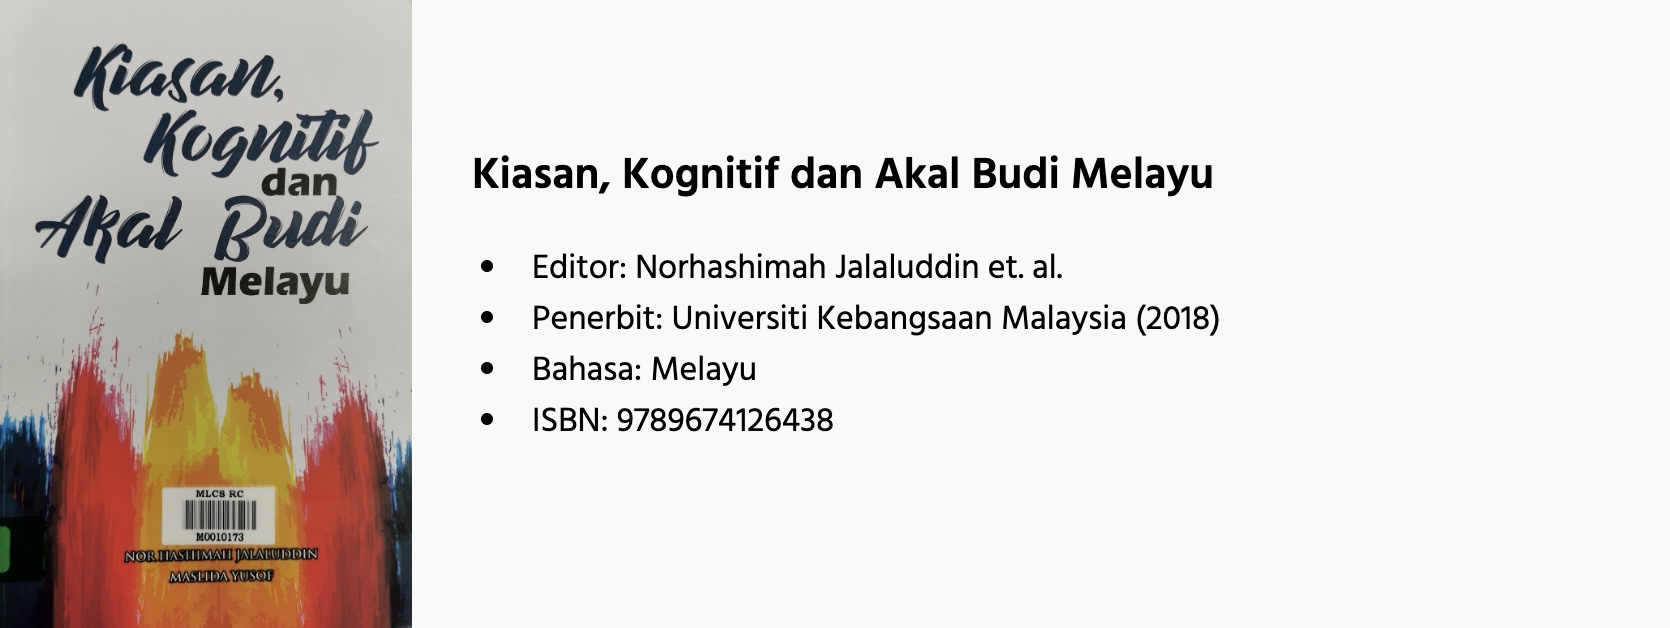 Kiasan,
Kognitif
dan
Akal Budi
Melayu
MLCS RC
M0010173
NOR HASHIMAH JALALUDDIN
MASLIDA YUSOF
Kiasan, Kognitif dan Akal Budi Melayu
• Editor: Norhashimah Jalaluddin et. al.
• Penerbit: Universiti Kebangsaan Malaysia (2018)
• Bahasa: Melayu
• ISBN: 9789674126438